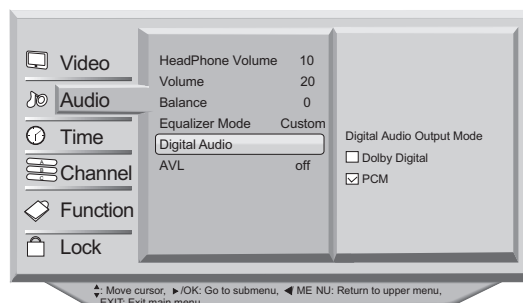 Video
Audio
Time
Channel
Function
Lock
HeadPhone Volume 10
Volume 20
Balance 0
Equalizer Mode Custom
Digital Audio
AVL off
Digital Audio Output Mode
Dolby Digital
PCM
: Move cursor, ►/OK: Go to submenu, ◄ ME NU: Return to upper menu,
EXIT: Exit main menu